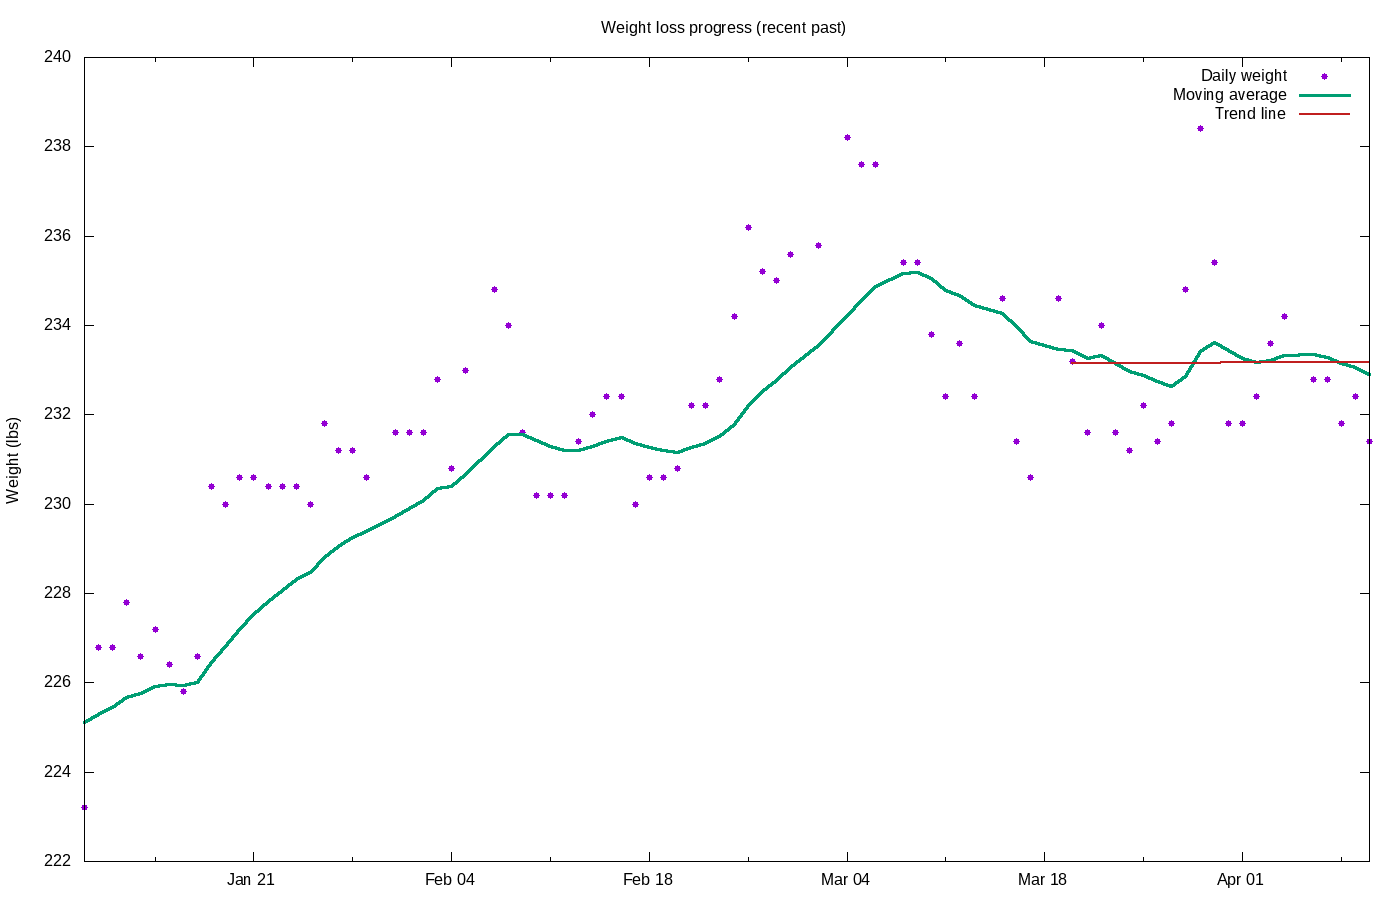 Weight loss progress (recent past)
240
238
236
234
232
230
228
226
224
222
Weight (lbs)
Daily weight
Moving average
Trend line
Jan 21
Feb 04
Feb 18
Mar 04
Mar 18
Apr 01